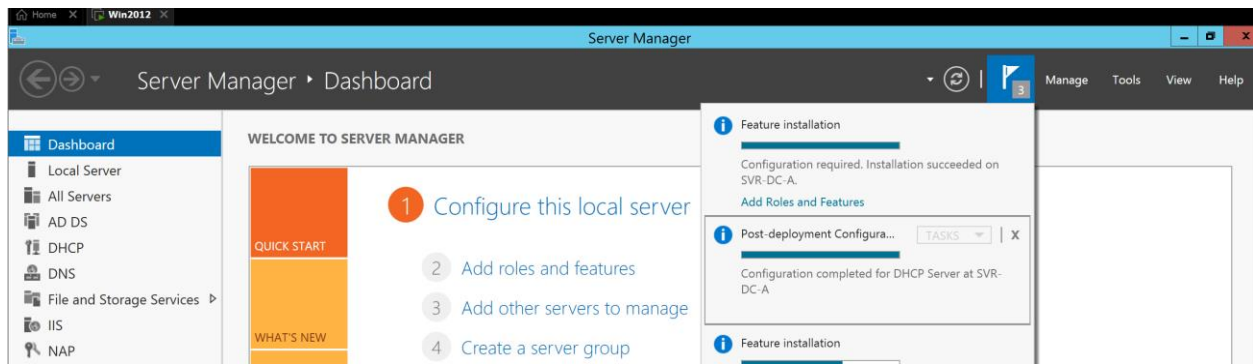 Home X Win2012 X
Server Manager
Server Manager • Dashboard
3
Manage Tools View Help
Dashboard
Local Server
All Servers
AD DS
DHCP
DNS
File and Storage Services
IIS
NAP
WELCOME TO SERVER MANAGER
QUICK START
WHAT'S NEW
1 Configure this local server
2 Add roles and features
3 Add other servers to manage
4 Create a server group
Feature installation
Configuration required. Installation succeeded on
SVR-DC-A.
Add Roles and Features
Post-deployment Configura... TASKS X
Configuration completed for DHCP Server at SVR-
DC-A
Feature installation